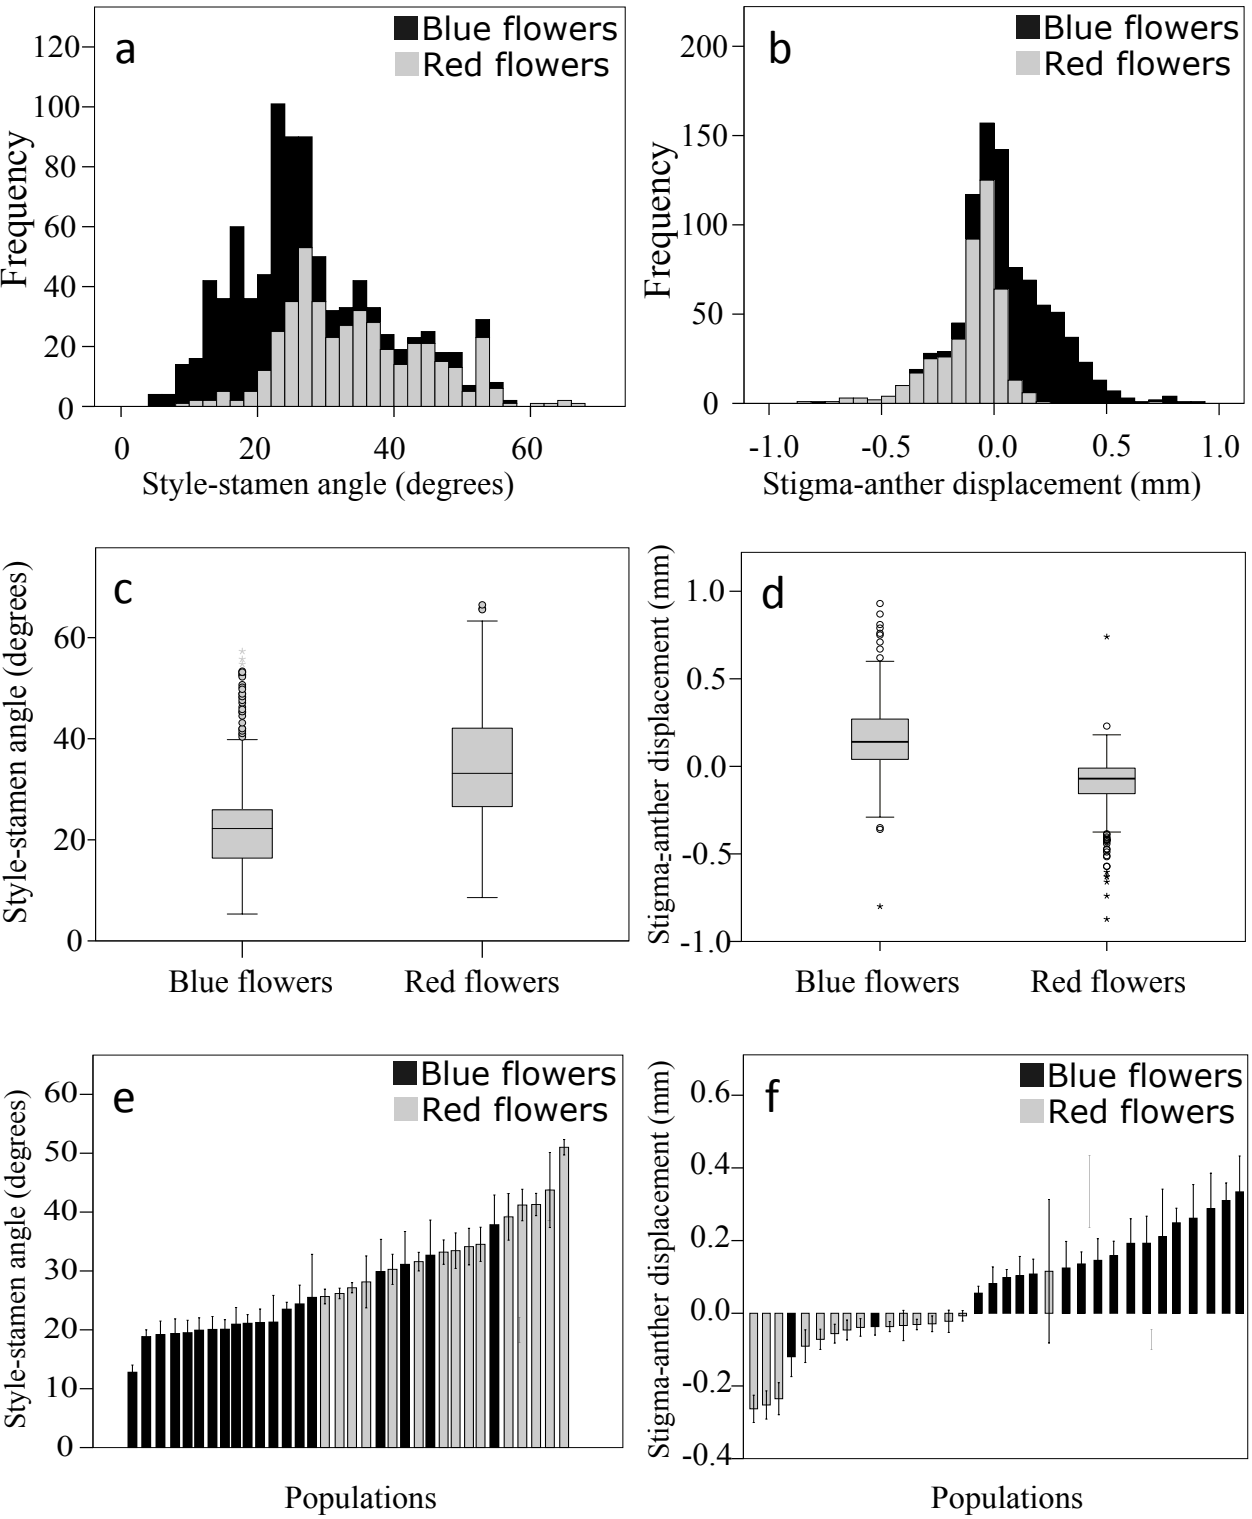 a
Blue flowers
Red flowers
120
100
80
60
40
20
0
Frequency
0 20 40 60
Style-stamen angle (degrees)
b
Blue flowers
Red flowers
200
150
100
50
0
Frequency
-1.0 -0.5 0.0 0.5 1.0
Stigma-anther displacement (mm)
c
60
40
20
0
Style-stamen angle (degrees)
Blue flowers Red flowers
d
1.0
0.5
0.0
-0.5
-1.0
Stigma-anther displacement (mm)
Blue flowers Red flowers
e
Blue flowers
Red flowers
60
50
40
30
20
10
0
Style-stamen angle (degrees)
Populations
f
Blue flowers
Red flowers
0.6
0.4
0.2
0.0
-0.2
-0.4
Stigma-anther displacement (mm)
Populations